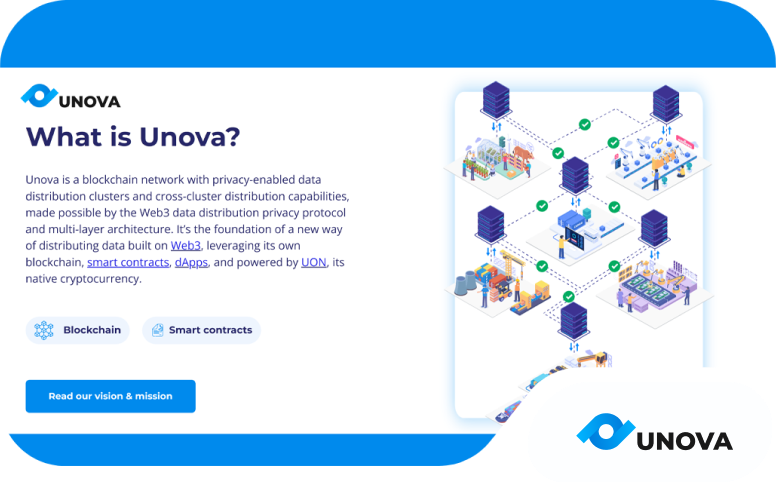 UNOVA
What is Unova?
Unova is a blockchain network with privacy-enabled data
distribution clusters and cross-cluster distribution capabilities,
made possible by the Web3 data distribution privacy protocol
and multi-layer architecture. It's the foundation of a new way
of distributing data built on Web3, leveraging its own
blockchain, smart contracts, dApps, and powered by UON, its
native cryptocurrency.
Blockchain
Smart contracts
Read our vision & mission
UNOVA